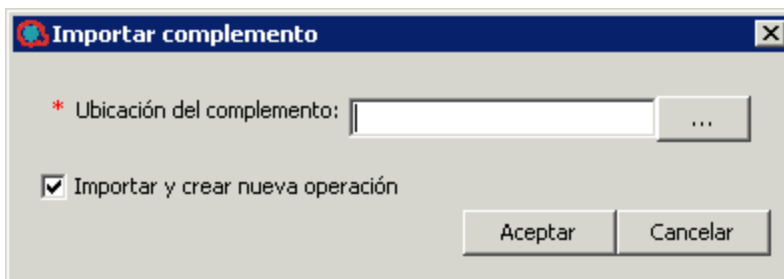 Importar complemento
* Ubicación del complemento: ...
Importar y crear nueva operación
Aceptar Cancelar